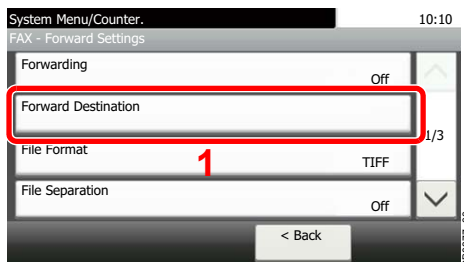 System Menu/Counter.
10:10
FAX - Forward Settings
Forwarding
Off
Forward Destination
1/3
File Format
1
TIFF
File Separation
Off
< Back